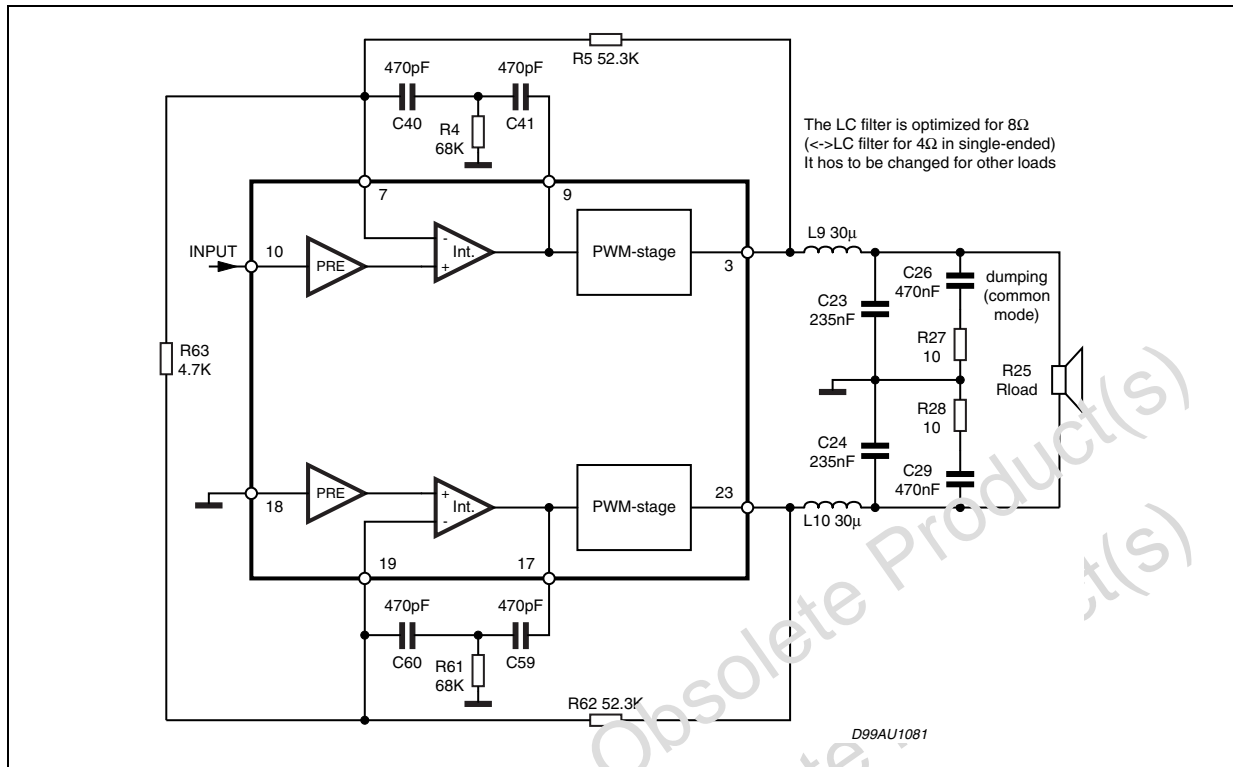 R5 52.3K
470pF
470pF
C40
R4
68K
C41
The LC filter is optimized for 8Ω
(<->LC filter for 4Ω in single-ended)
It hos to be changed for other loads
7
9
INPUT
10
PRE
-
+
Int.
PWM-stage
3
L9 30μ
C23
235nF
C26
470nF
dumping
(common
mode)
R27
10
R63
4.7K
R25
Rload
R28
10
C24
235nF
C29
470nF
18
PRE
+
-
Int.
PWM-stage
23
L10 30μ
19
17
470pF
470pF
C60
R61
68K
C59
R62 52.3K
D99AU1081
Obsolete Product(s)